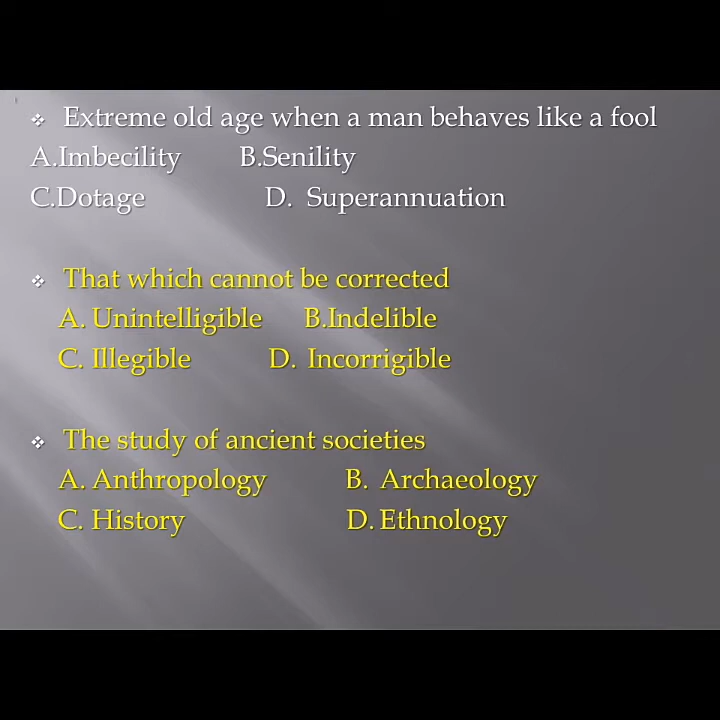 ❖ Extreme old age when a man behaves like a fool
A.Imbecility B.Senility
C.Dotage D. Superannuation
❖ That which cannot be corrected
A. Unintelligible B.Indelible
C. Illegible D. Incorrigible
❖ The study of ancient societies
A. Anthropology B. Archaeology
C. History D. Ethnology